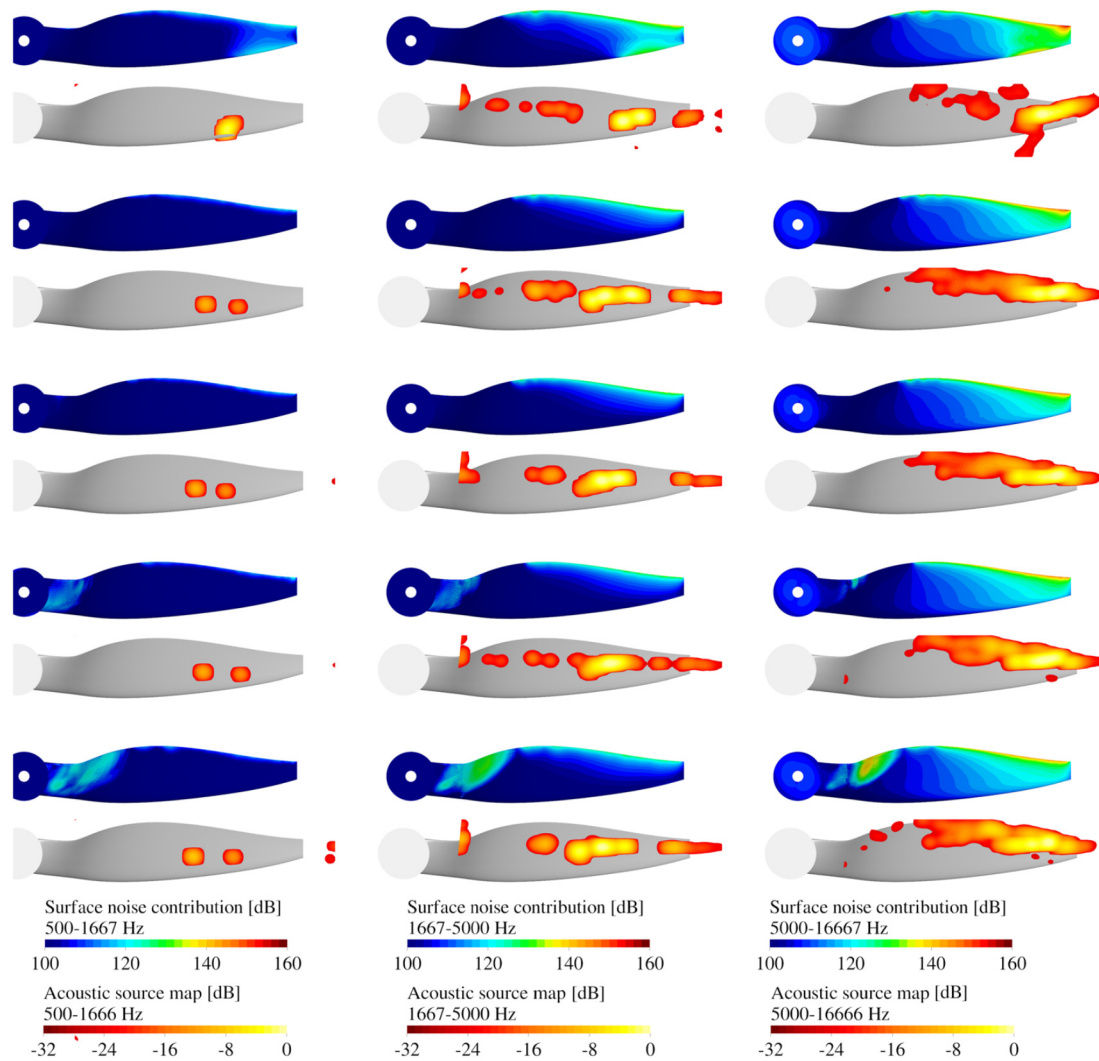 Surface noise contribution [dB]
500-1667 Hz
100 120 140 160
Acoustic source map [dB]
500-1666 Hz
-32 -24 -16 -8 0
Surface noise contribution [dB]
1667-5000 Hz
100 120 140 160
Acoustic source map [dB]
1667-5000 Hz
-32 -24 -16 -8 0
Surface noise contribution [dB]
5000-16667 Hz
100 120 140 160
Acoustic source map [dB]
5000-16666 Hz
-32 -24 -16 -8 0